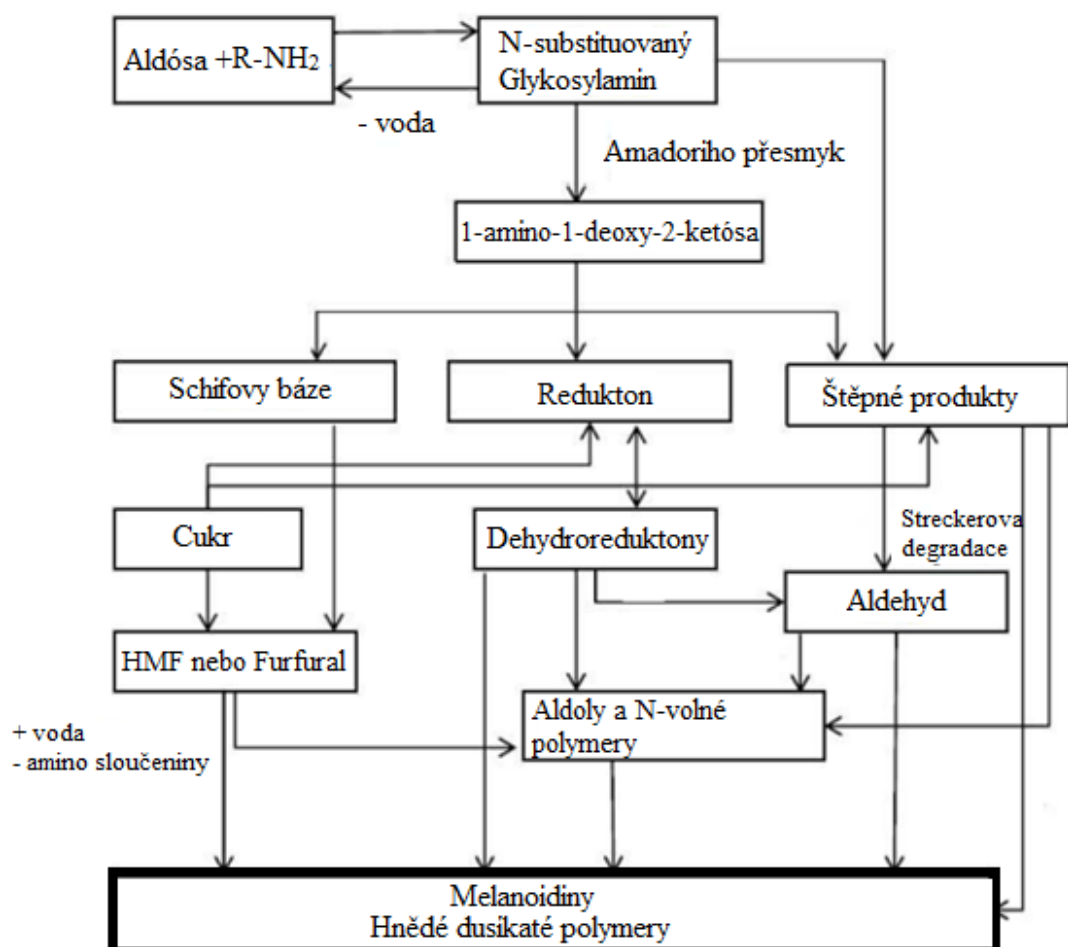 Aldósa +R-NH₂
N-substituovaný
Glykosylamin
- voda
Amadoriho přesmyk
1-amino-1-deoxy-2-ketósa
Schifovy báze
Redukton
Štěpné produkty
Cukr
Dehydroreduktony
Streckerova
degradace
Aldehyd
HMF nebo Furfural
Aldoly a N-volné
polymery
+ voda
- amino sloučeniny
Melanoidiny
Hnědé dusíkaté polymery